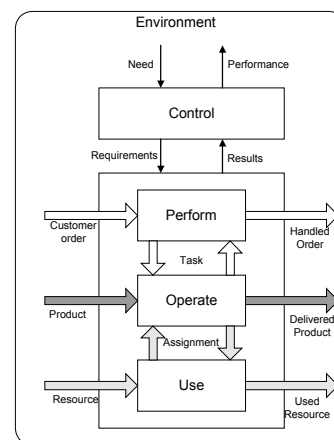 Environment
Need
Performance
Control
Requirements
Results
Perform
Customer
order
Handled
Order
Task
Operate
Product
Delivered
Product
Assignment
Use
Resource
Used
Resource